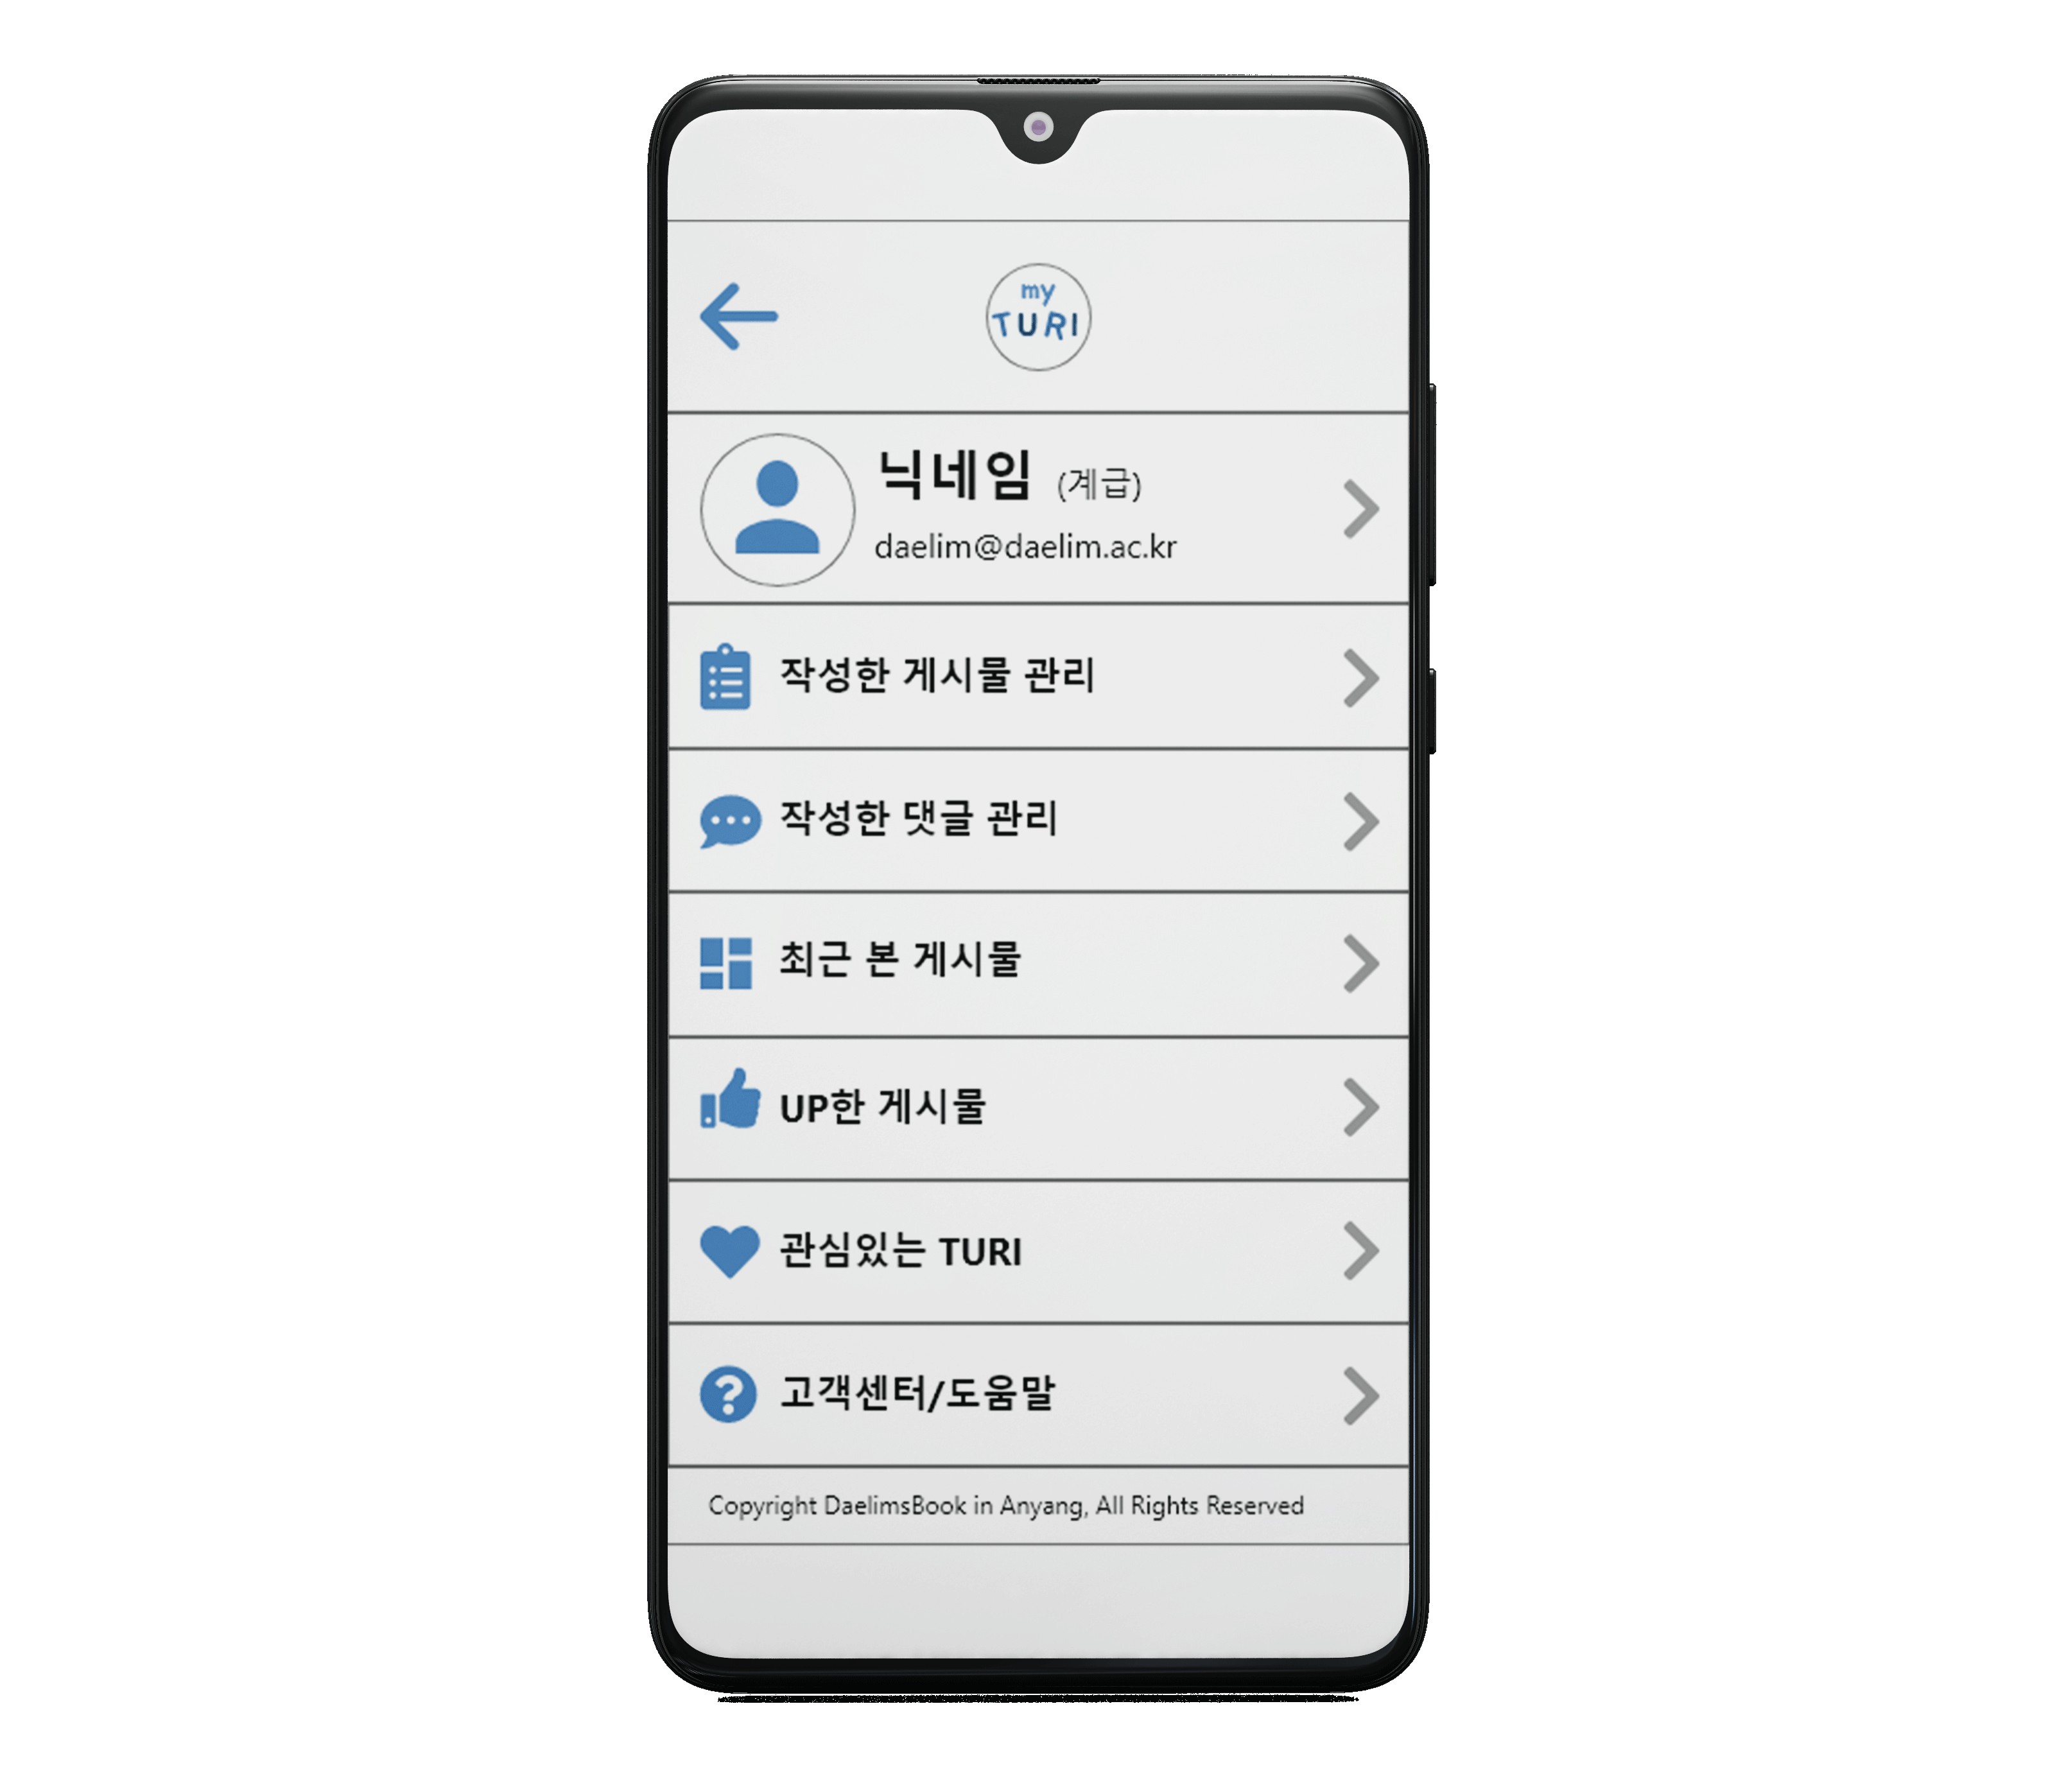 my
TURI
닉네임 (계급)
daelim@daelim.ac.kr
작성한 게시물 관리
작성한 댓글 관리
최근 본 게시물
UP한 게시물
관심있는 TURI
고객센터/도움말
Copyright DaelimsBook in Anyang, All Rights Reserved